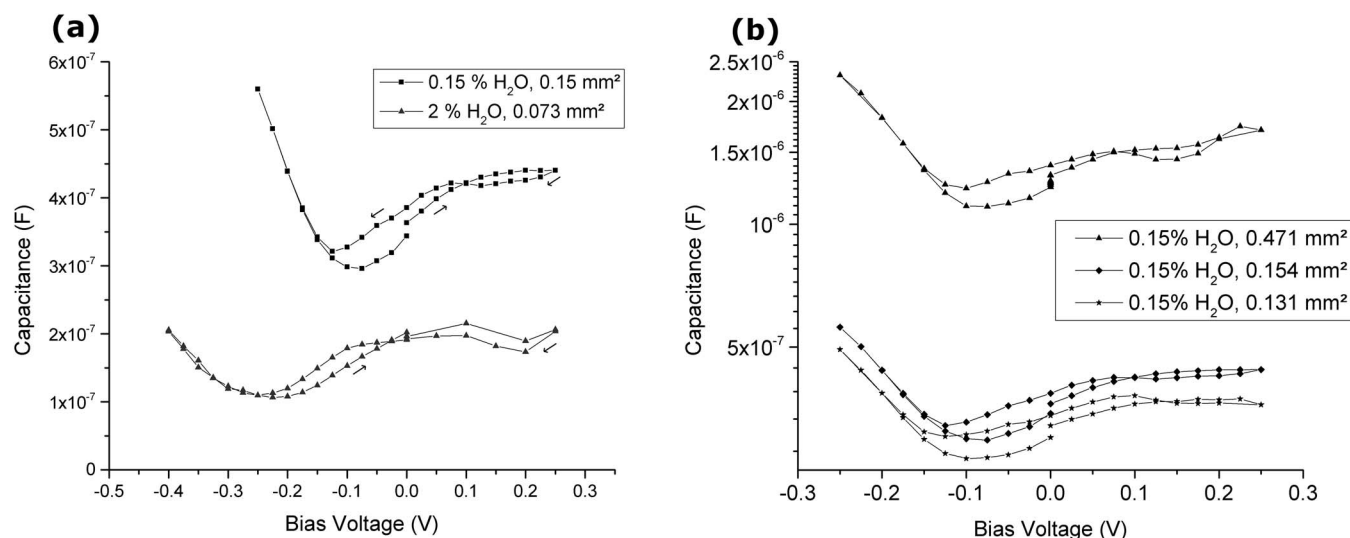 (a)
6x10⁻⁷
5x10⁻⁷
4x10⁻⁷
3x10⁻⁷
2x10⁻⁷
1x10⁻⁷
0
Capacitance (F)
0.15 % H₂O, 0.15 mm²
2 % H₂O, 0.073 mm²
-0.5 -0.4 -0.3 -0.2 -0.1 0.0 0.1 0.2 0.3
Bias Voltage (V)
(b)
2.5x10⁻⁶
2x10⁻⁶
1.5x10⁻⁶
10⁻⁶
5x10⁻⁷
Capacitance (F)
0.15% H₂O, 0.471 mm²
0.15% H₂O, 0.154 mm²
0.15% H₂O, 0.131 mm²
-0.3 -0.2 -0.1 0.0 0.1 0.2 0.3
Bias Voltage (V)